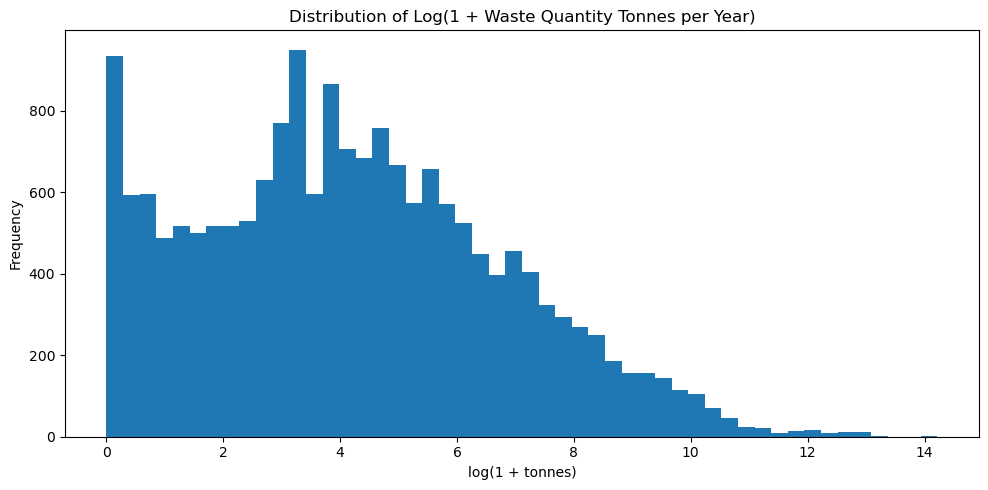 Distribution of Log(1 + Waste Quantity Tonnes per Year)
800
600
400
200
0
Frequency
0 2 4 6 8 10 12 14
log(1 + tonnes)